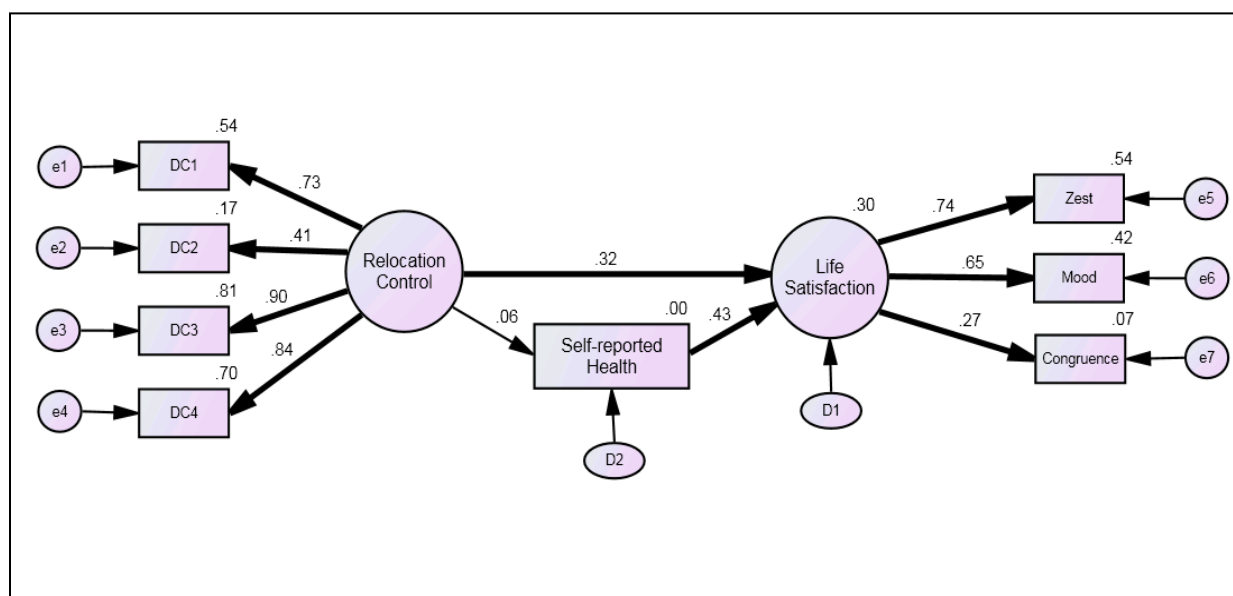 .54
e1
DC1
.73
.17
e2
DC2
.41
.81
e3
DC3
.90
.70
e4
DC4
.84
Relocation
Control
.32
.06
.00
Self-reported
Health
.43
D2
.30
Life
Satisfaction
D1
.74
.54
Zest
e5
.65
.42
Mood
e6
.27
.07
Congruence
e7